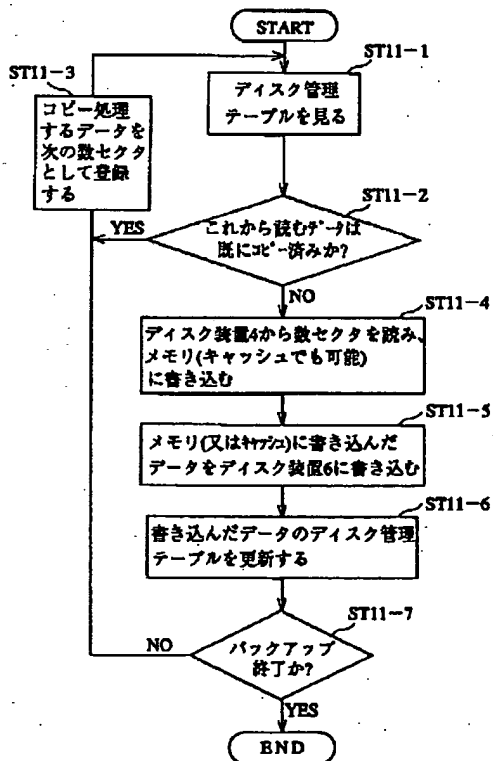 START
ST11-1
ディスク管理
テーブルを見る
ST11-3
コピー処理
するデータを
次の数セクタ
として登録
する
ST11-2
これから読むデータは
既にコピー済みか?
YES
NO
ST11-4
ディスク装置4から数セクタを読み、
メモリ(キャッシュでも可能)
に書き込む
ST11-5
メモリ(又はキャッシュ)に書き込んだ
データをディスク装置6に書き込む
ST11-6
書き込んだデータのディスク管理
テーブルを更新する
ST11-7
バックアップ
終了か?
NO
YES
END